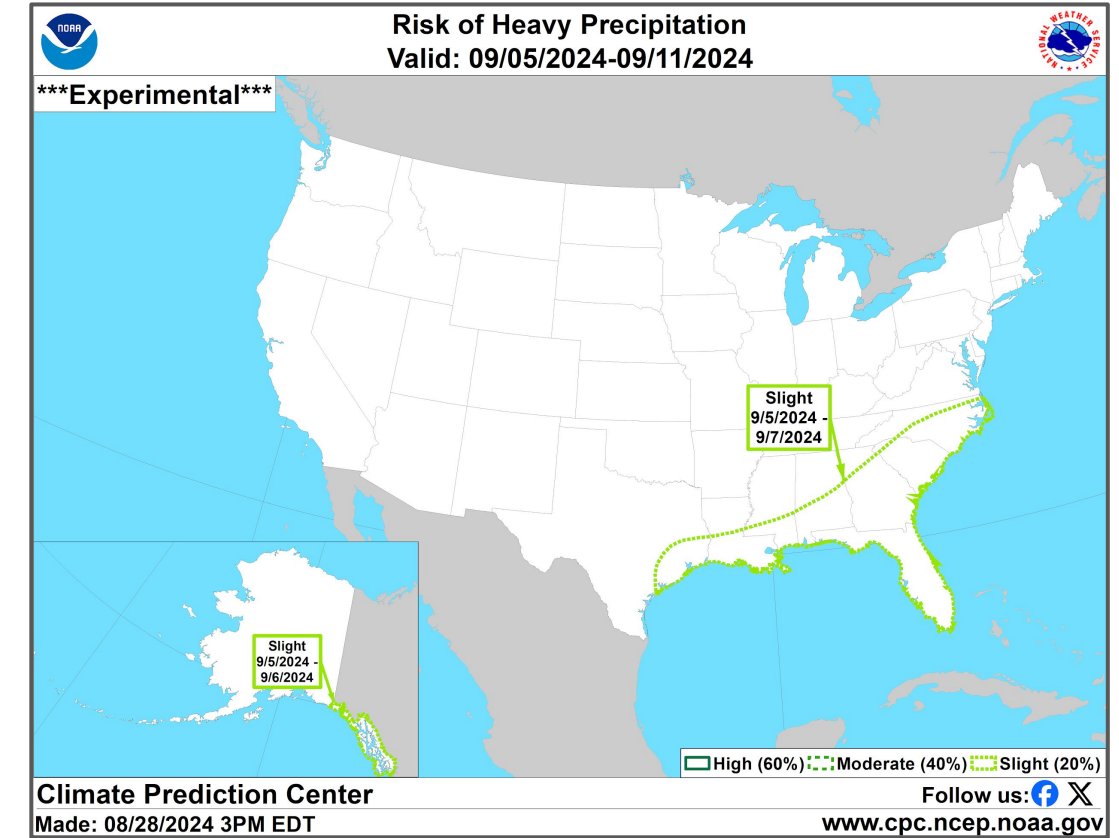 NOAA
Risk of Heavy Precipitation
Valid: 09/05/2024-09/11/2024
NATIONAL WEATHER SERVICE
***Experimental***
Slight
9/5/2024 -
9/7/2024
Slight
9/5/2024 -
9/6/2024
High (60%) Moderate (40%) Slight (20%)
Climate Prediction Center
Follow us:
Made: 08/28/2024 3PM EDT
www.cpc.ncep.noaa.gov